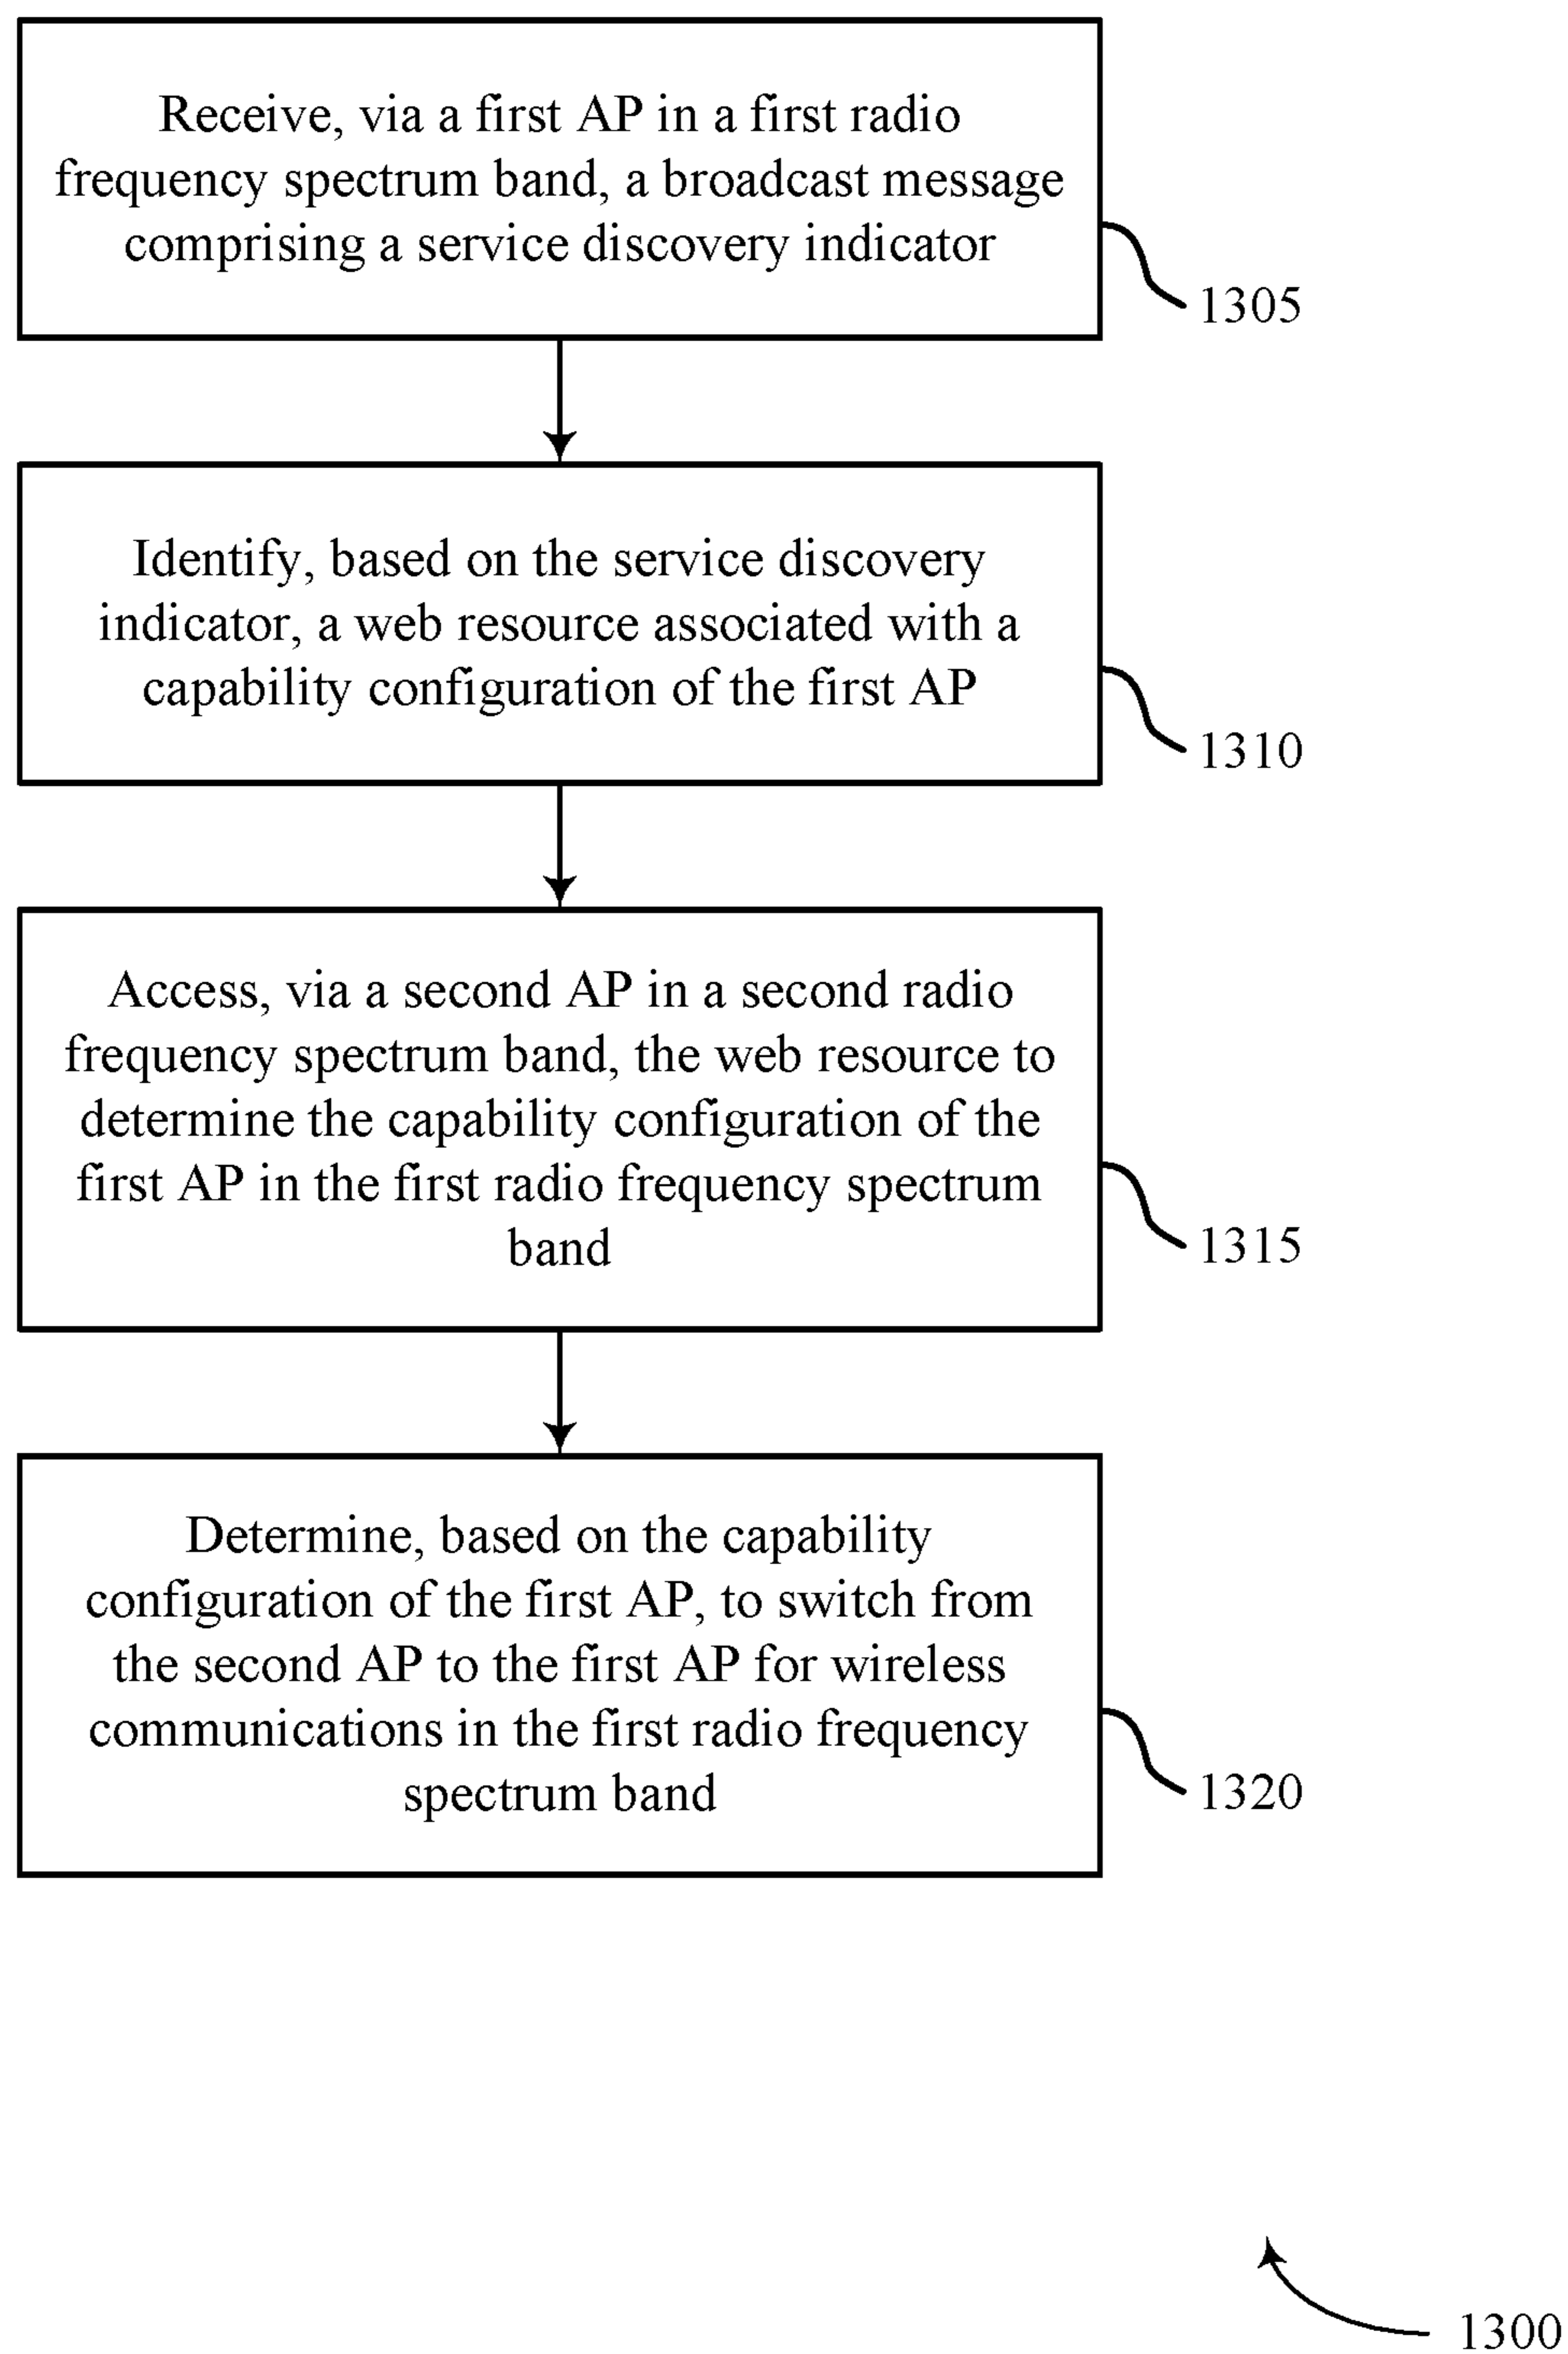 Receive, via a first AP in a first radio
frequency spectrum band, a broadcast message
comprising a service discovery indicator
1305
Identify, based on the service discovery
indicator, a web resource associated with a
capability configuration of the first AP
1310
Access, via a second AP in a second radio
frequency spectrum band, the web resource to
determine the capability configuration of the
first AP in the first radio frequency spectrum
band
1315
Determine, based on the capability
configuration of the first AP, to switch from
the second AP to the first AP for wireless
communications in the first radio frequency
spectrum band
1320
1300